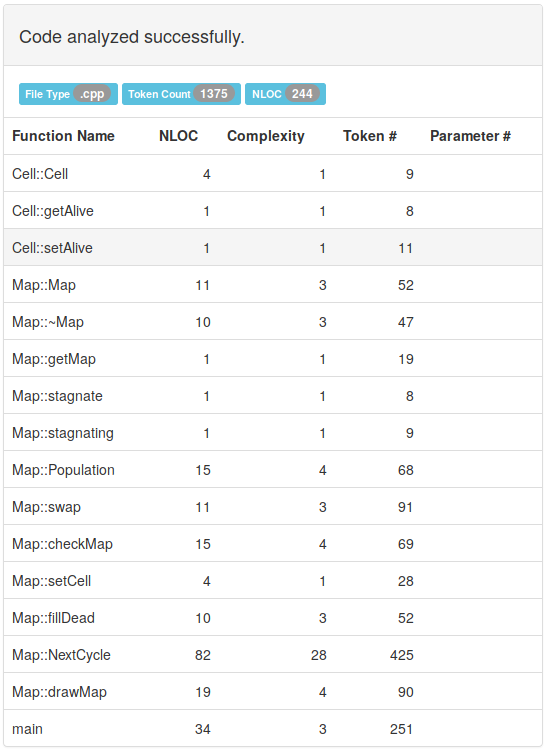 Code analyzed successfully.
File Type .cpp Token Count 1375 NLOC 244
Function Name NLOC Complexity Token # Parameter #
Cell::Cell 4 1 9
Cell::getAlive 1 1 8
Cell::setAlive 1 1 11
Map::Map 11 3 52
Map::~Map 10 3 47
Map::getMap 1 1 19
Map::stagnate 1 1 8
Map::stagnating 1 1 9
Map::Population 15 4 68
Map::swap 11 3 91
Map::checkMap 15 4 69
Map::setCell 4 1 28
Map::fillDead 10 3 52
Map::NextCycle 82 28 425
Map::drawMap 19 4 90
main 34 3 251